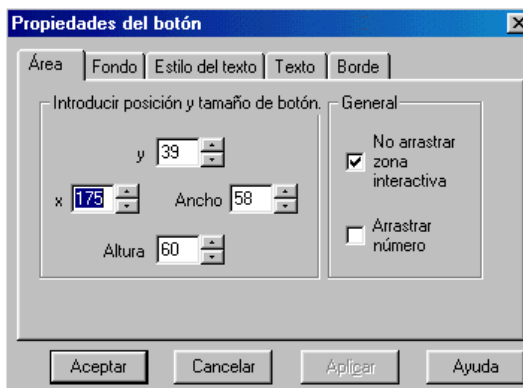 Propiedades del botón
Área Fondo Estilo del texto Texto Borde
Introducir posición y tamaño de botón.
y 39
x 175 Ancho 58
Altura 60
General
No arrastrar
zona
interactiva
Arrastrar
número
Aceptar Cancelar Aplicar Ayuda